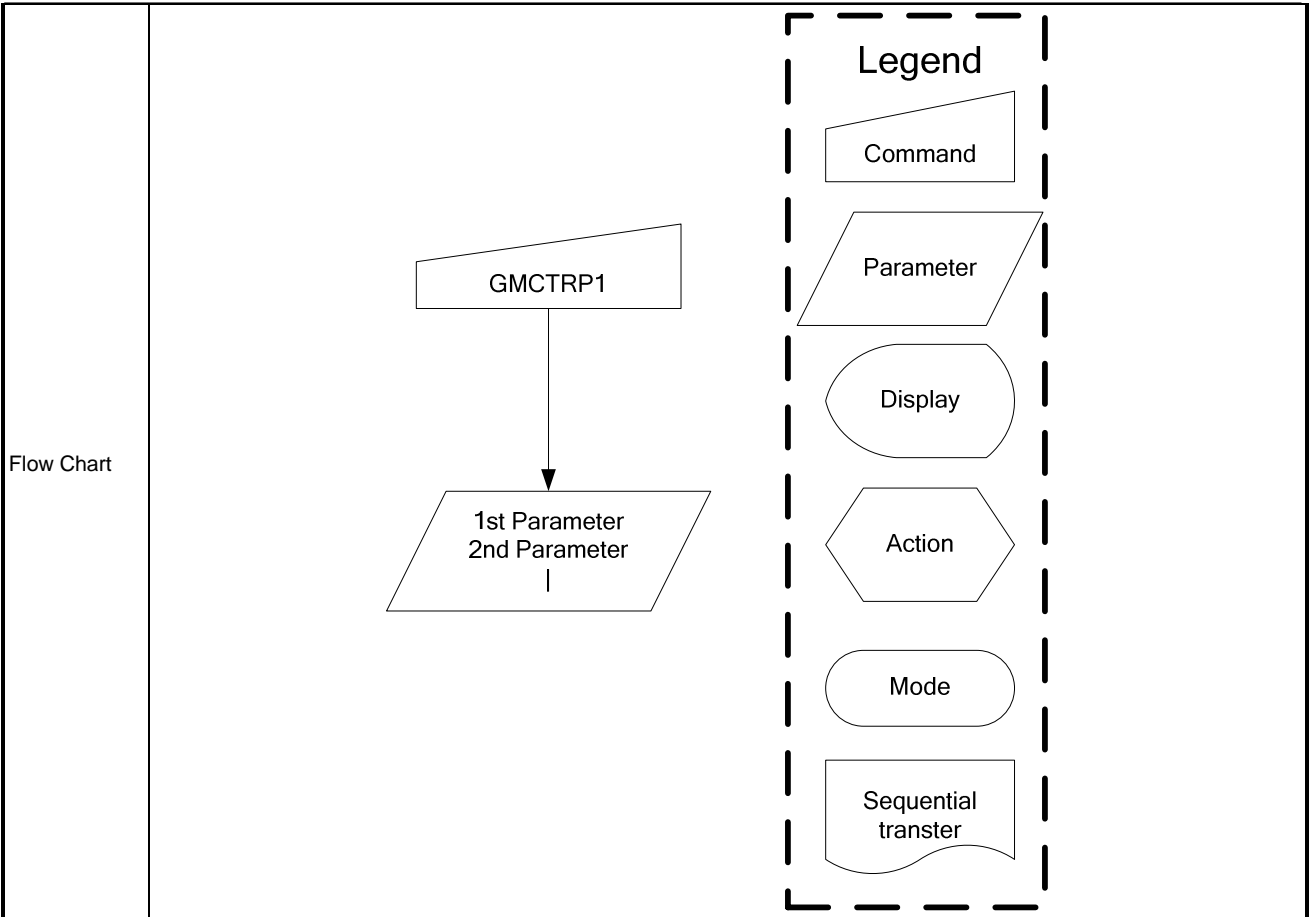 Flow Chart
GMCTRP1
1st Parameter
2nd Parameter
|
Legend
Command
Parameter
Display
Action
Mode
Sequential
transter